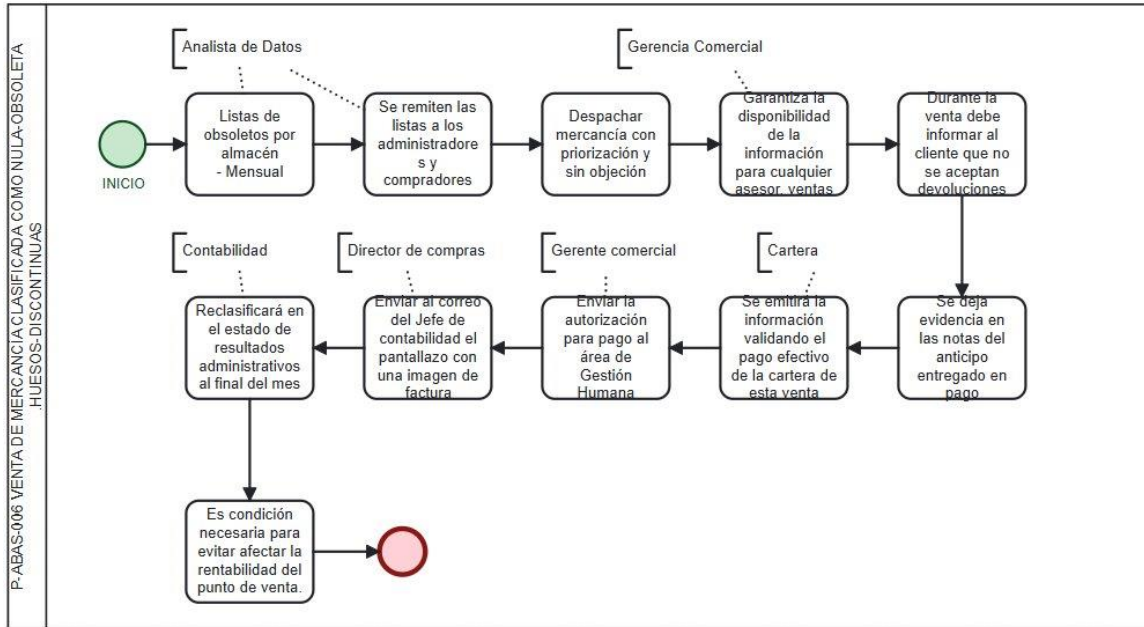 P-ABAS-006 VENTA DE MERCANCIA CLASIFICADA COMO NULA-OBSOLETA
.HUESOS-DISCONTINUAS
Analista de Datos
Gerencia Comercial
INICIO
Listas de
obsoletos por
almacén
- Mensual
Se remiten las
listas a los
administradore
s y
compradores
Despachar
mercancía con
priorización y
sin objeción
Garantiza la
disponibilidad
de la
información
para cualquier
asesor, ventas
Durante la
venta debe
informar al
cliente que no
se aceptan
devoluciones
Contabilidad
Director de compras
Gerente comercial
Cartera
Reclasificará en
el estado de
resultados
administrativos
al final del mes
Enviar al correo
del Jefe de
contabilidad el
pantallazo con
una imagen de
factura
Enviar la
autorización
para pago al
área de
Gestión
Humana
Se emitirá la
información
validando el
pago efectivo
de la cartera de
esta venta
Se deja
evidencia en
las notas del
anticipo
entregado en
pago
Es condición
necesaria para
evitar afectar la
rentabilidad del
punto de venta.